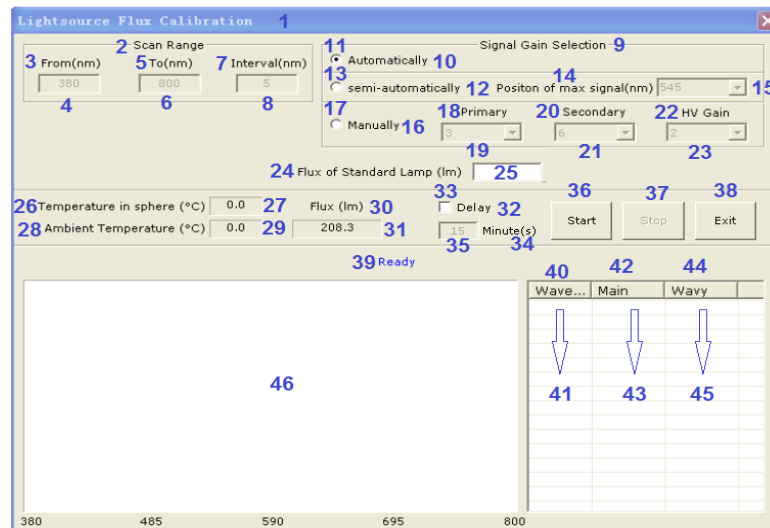 Lightsource Flux Calibration 1
2 Scan Range
Signal Gain Selection 9
3 From(nm) 5 To(nm) 7 Interval(nm)
380 800 5
4 6 8
11 Automatically 10
13 semi-automatically 12 Positon of max signal(nm) 14 545 15
17 Manually 16 18 Primary 20 Secondary 22 HV Gain
3 6 2
19 21 23
24 Flux of Standard Lamp (lm) 25
26 Temperature in sphere (°C) 0.0 27 Flux (lm) 30
28 Ambient Temperature (°C) 0.0 29 208.3 31
33 Delay 32
15 Minute(s)
35 34
36 37 38
Start Stop Exit
39 Ready
40 42 44
Wave... Main Wavy
41 43 45
46
380 485 590 695 800